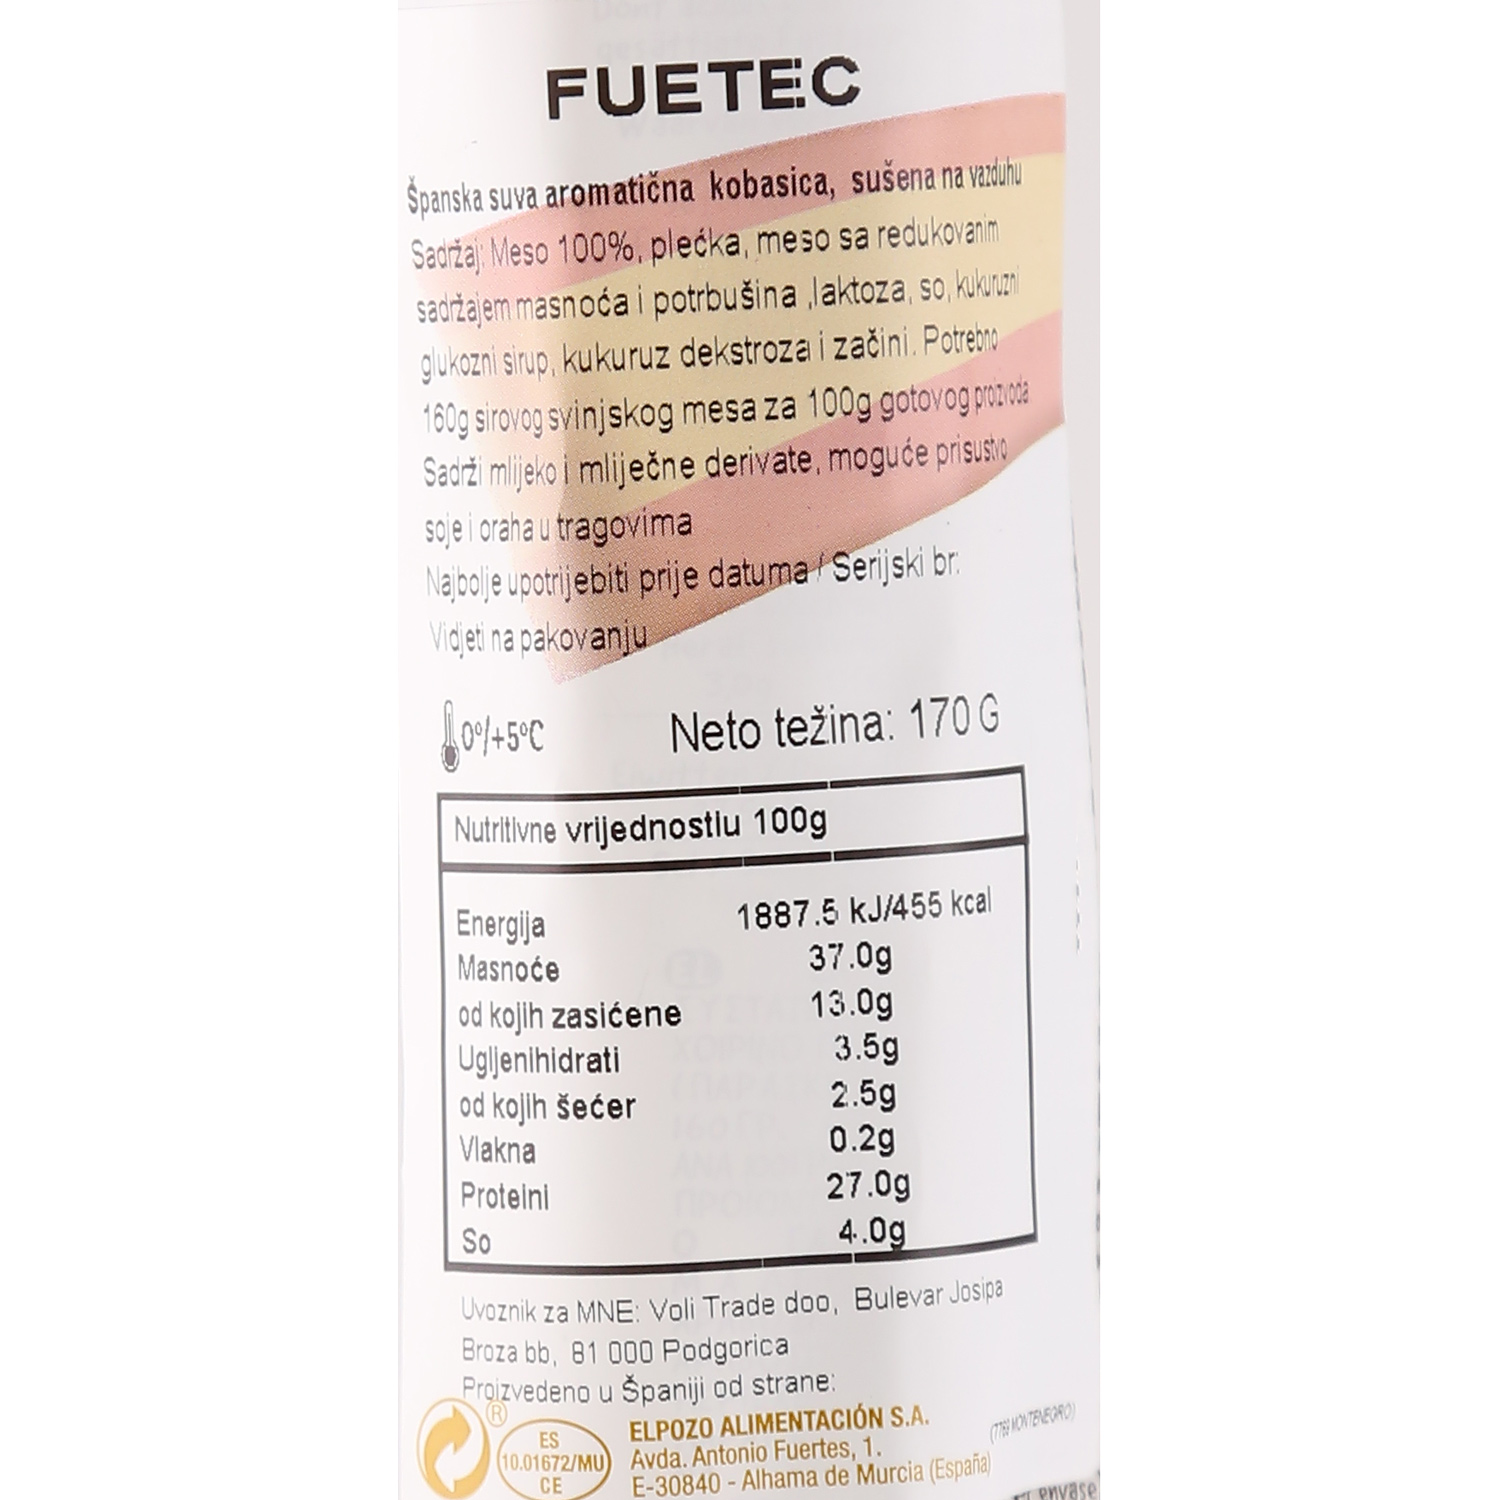 FUETEC
Španska suva aromatična kobasica, sušena na vazduhu
Sadržaj: Meso 100%, plećka, meso sa redukovanim
sadržajem masnoća i potrbušina ,laktoza, so, kukuruzni
glukozni sirup, kukuruz dekstroza i začini. Potrebno
160g sirovog svinjskog mesa za 100g gotovog proizvoda
Sadrži mlijeko i mliječne derivate, moguće prisustvo
soje i oraha u tragovima
Najbolje upotrijebiti prije datuma / Serijski br:
Vidjeti na pakovanju
0º/+5ºC Neto težina: 170 G
Nutritivne vrijednostiu 100g
Energija 1887.5 kJ/455 kcal
Masnoće 37.0g
od kojih zasićene 13.0g
Ugljenihidrati 3.5g
od kojih šećer 2.5g
Vlakna 0.2g
Proteini 27.0g
So 4.0g
Uvoznik za MNE: Voli Trade doo, Bulevar Josipa
Broza bb, 81 000 Podgorica
Proizvedeno u Španiji od strane:
®
ES
10.01672/MU
CE
ELPOZO ALIMENTACIÓN S.A.
Avda. Antonio Fuertes, 1.
E-30840 - Alhama de Murcia (España)
(7769 MONTENEGRO)
envase